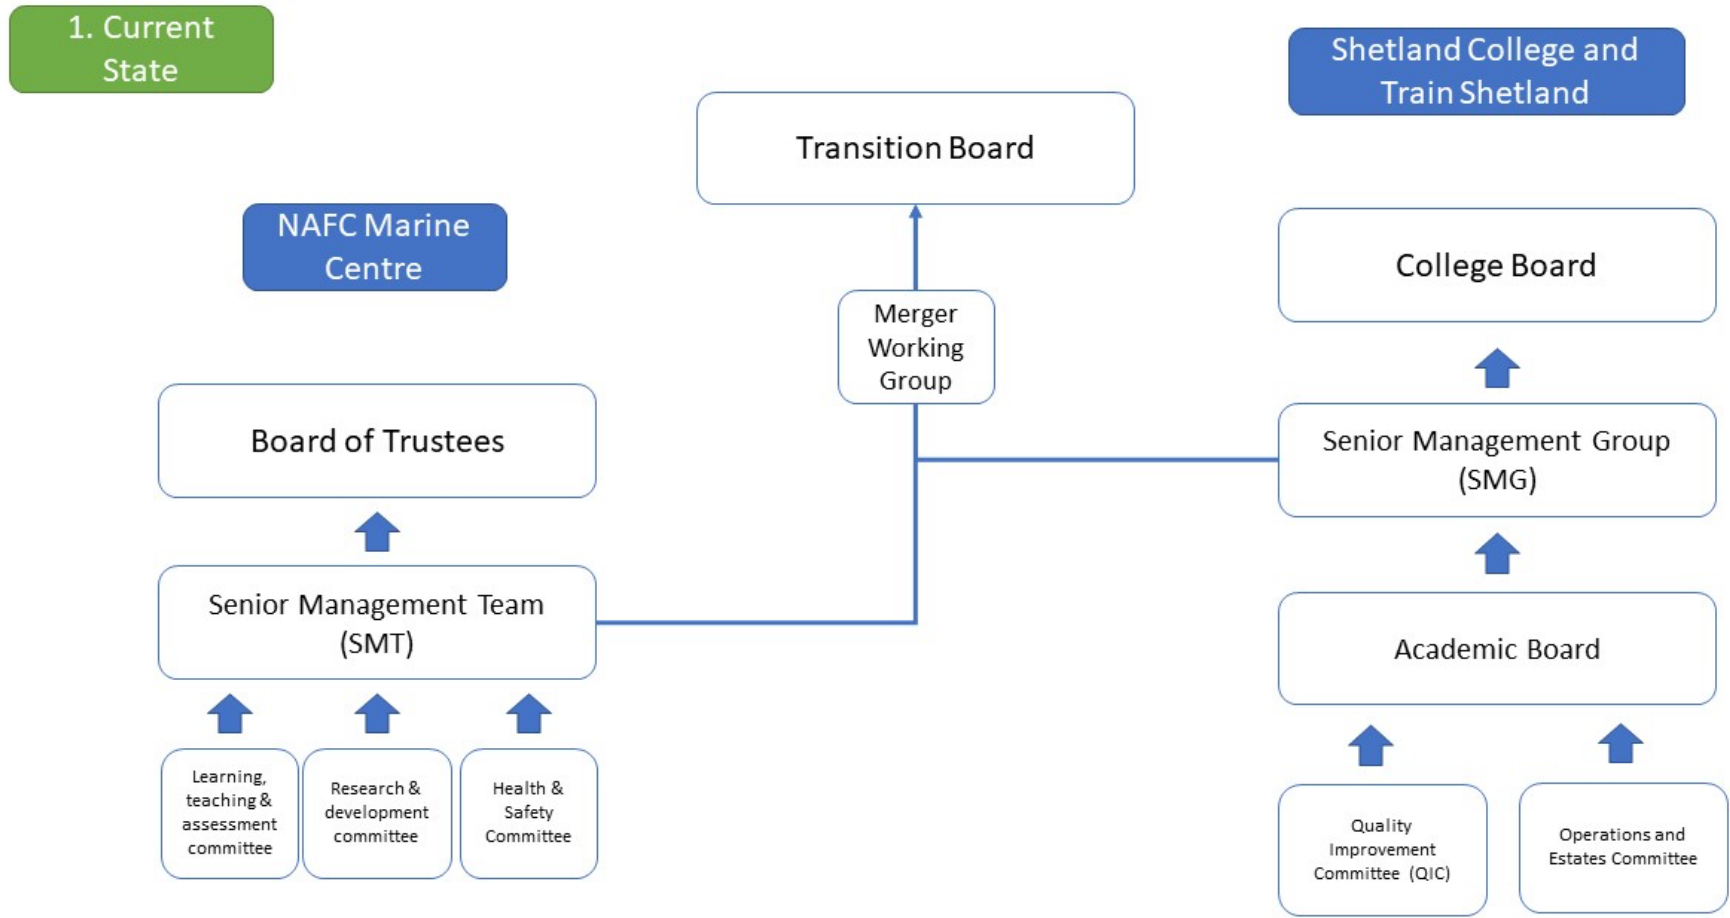 1. Current
State
Shetland College and
Train Shetland
Transition Board
NAFC Marine
Centre
College Board
Merger
Working
Group
Board of Trustees
Senior Management Group
(SMG)
Senior Management Team
(SMT)
Academic Board
Learning,
teaching &
assessment
committee
Research &
development
committee
Health &
Safety
Committee
Quality
Improvement
Committee (QIC)
Operations and
Estates Committee